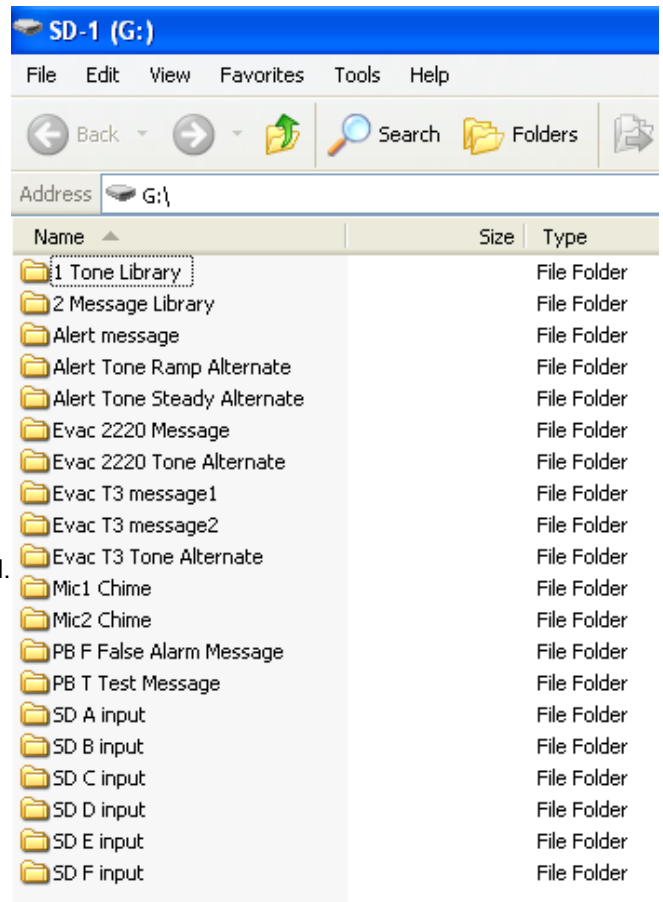 SD-1 (G:)
File Edit View Favorites Tools Help
Back Search Folders
Address G:\
Name Size Type
1 Tone Library File Folder
2 Message Library File Folder
Alert message File Folder
Alert Tone Ramp Alternate File Folder
Alert Tone Steady Alternate File Folder
Evac 2220 Message File Folder
Evac 2220 Tone Alternate File Folder
Evac T3 message1 File Folder
Evac T3 message2 File Folder
Evac T3 Tone Alternate File Folder
Mic1 Chime File Folder
Mic2 Chime File Folder
PB F False Alarm Message File Folder
PB T Test Message File Folder
SD A input File Folder
SD B input File Folder
SD C input File Folder
SD D input File Folder
SD E input File Folder
SD F input File Folder